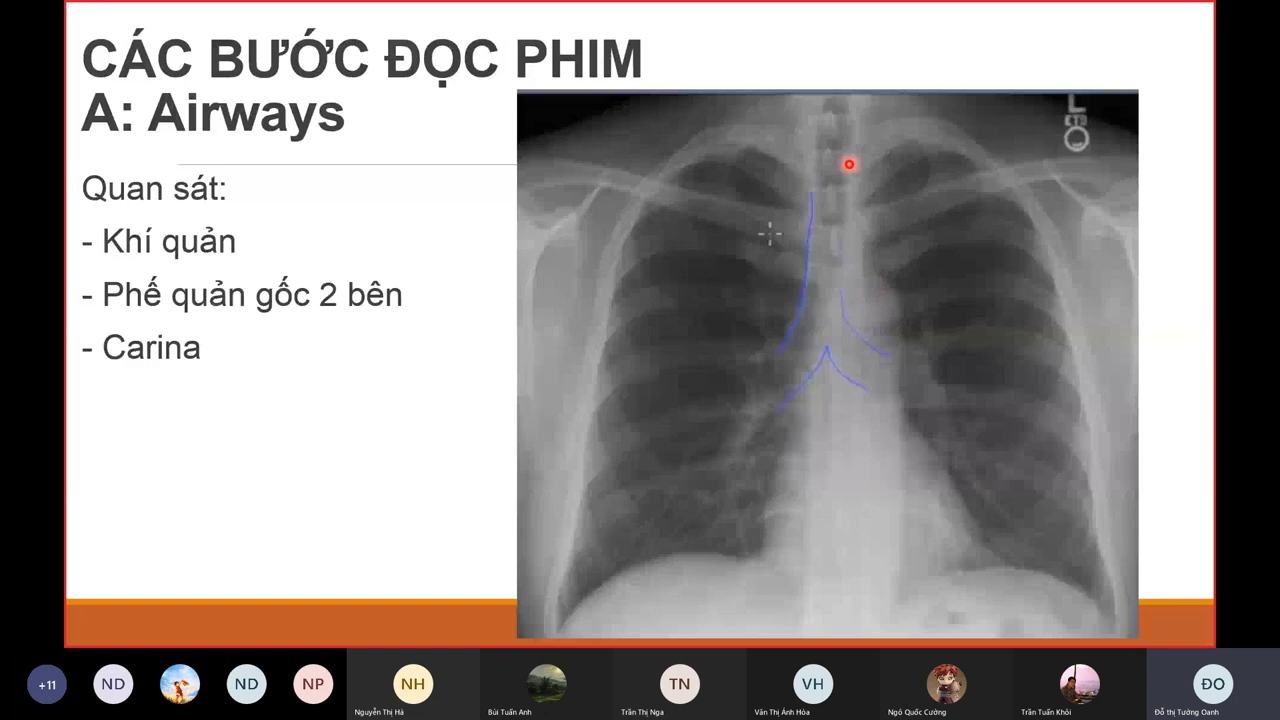 CÁC BƯỚC ĐỌC PHIM
A: Airways
Quan sát:
- Khí quản
- Phế quản gốc 2 bên
- Carina
L
+11
ND
ND
NP
NH
TN
VH
ĐO
Nguyễn Thị Hà
Bùi Tuấn Anh
Trần Thị Nga
Văn Thị Ánh Hòa
Ngô Quốc Cường
Trần Tuấn Khôi
Đỗ thị Tường Oanh